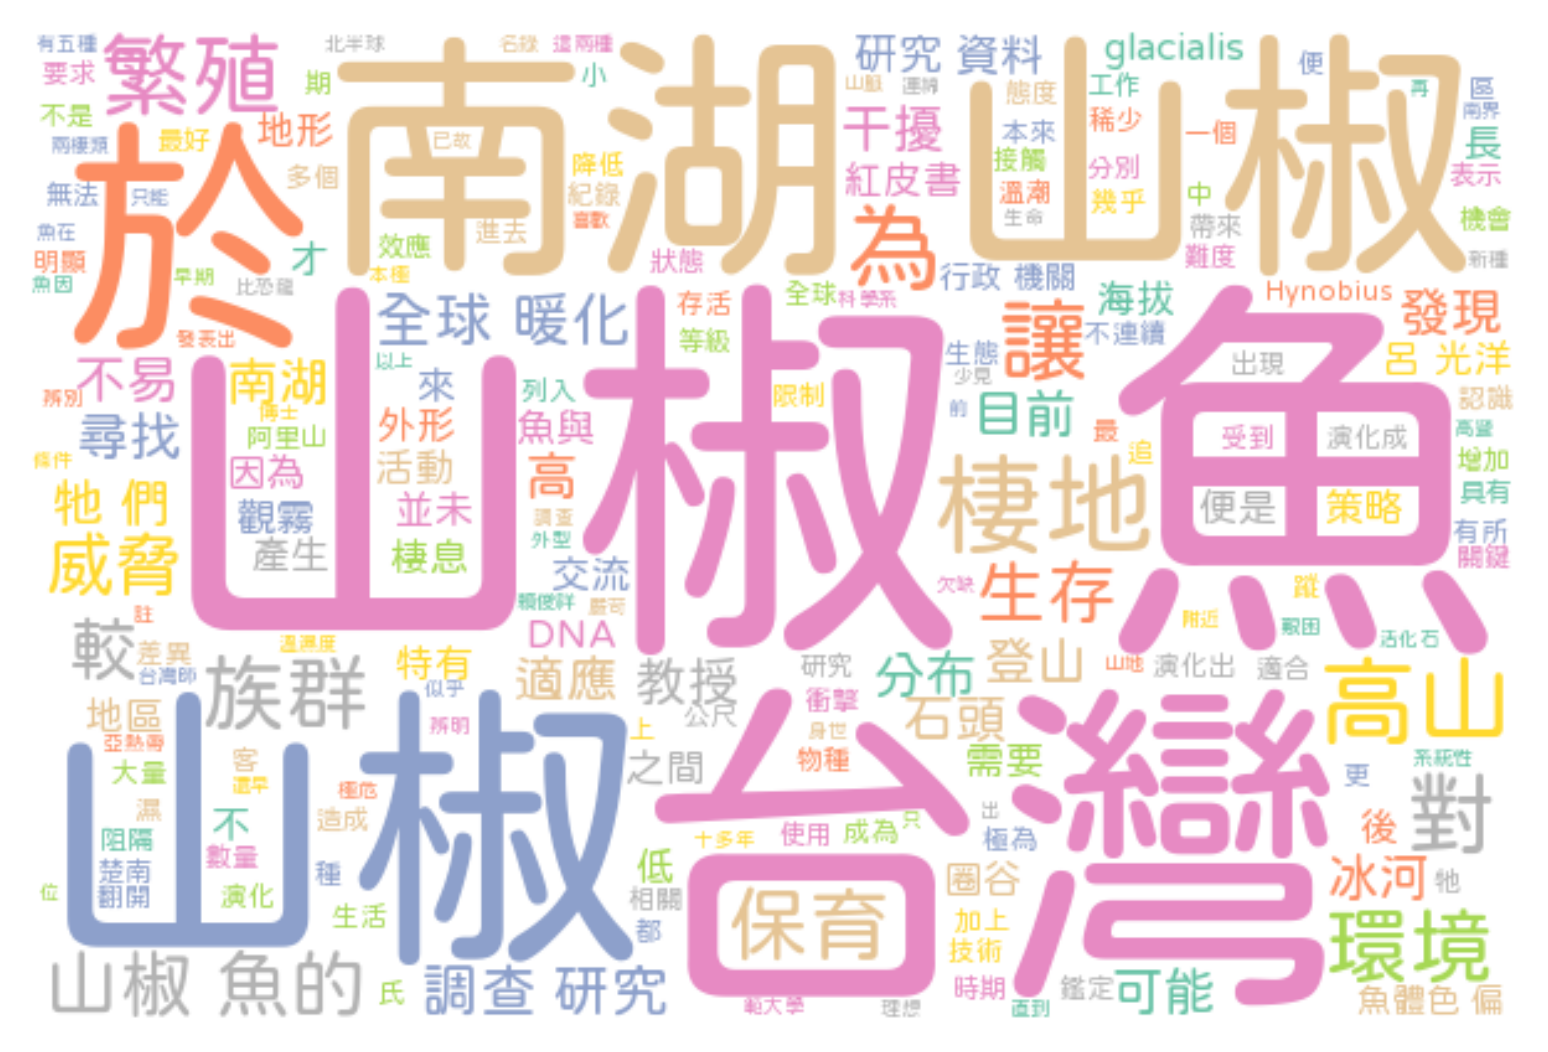 有五種
繁殖
北半球
名錄
這兩種
研究 資料
glacialis
要求
期
南湖山椒
小
山毈
連綿
態度
工作
便
再
區
南界
不是
兩棲類
最好
地形
已故
降低
干擾
本來
稀少
一個
長
無法
只能
於
多個
紀錄
紅皮書
接觸
溫潮
分別
幾乎
中
表示
魚在
明顯
魚因
才
早期
比恐龍
效應
本種
進去
喜歡
狀態
為
生命
帶來
難度
機會
新種
行政 機關
發表出
全球 暖化
存活
全球
科 學系
海拔
Hynobius
發現
不易
南湖
以上
來
等級
山椒魚
生態
少見
讓
不連續
出現
呂 光洋
辨別
博士
阿里山
列入
限制
前
目前
最
認識
尋找
外形
魚與
追
受到
演化成
高鹽
條件
因為
活動
高
棲地
增加
牠 們
觀霧
並未
調查
便是
策略
具有
威脅
產生
棲息
外型
交流
有所
關鍵
賴俊祥
嚴苛
欠缺
生存
蹤
註
較
差異
溫濕度
DNA
附近
艱困
活化 石
台灣師
族群
特有
似乎
適應
教授
研究
分布
登山
山地
演化出
適合
高山
地區
亞熱帶
山椒
辨明
公尺
衝擊
石頭
台灣
大量
客
還早
上
之間
身世
物種
需要
系統性
更
對
濕
極危
造成
阻隔
不
數量
十多年
使用
成為
只
出
極為
後
楚南
翻開
種
低
相關
保育
圈谷
冰河
牠
位
演化
生活
都
加上
技術
環境
山椒 魚的
氏
調查 研究
範大學
理想
時期
直到
鑑定
可能
魚體色 偏